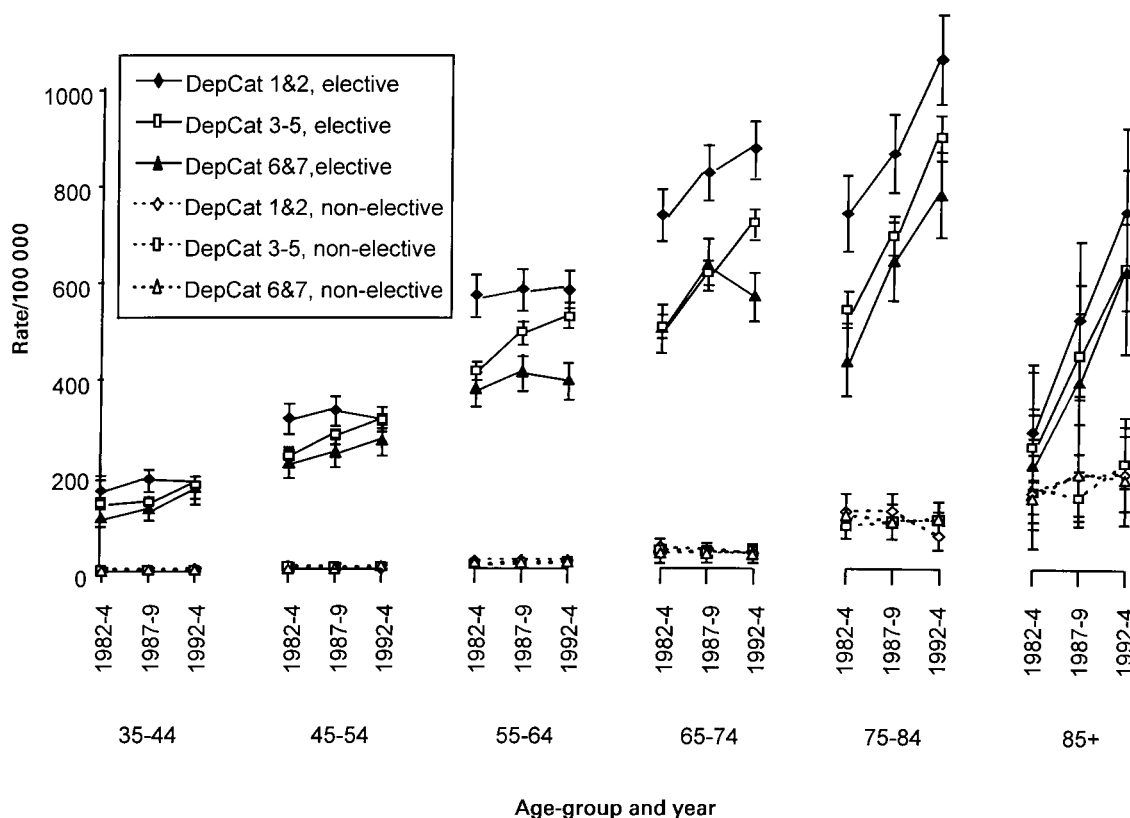 1000
800
600
400
200
0
Rate/100 000
DepCat 1&2, elective
DepCat 3-5, elective
DepCat 6&7,elective
DepCat 1&2, non-elective
DepCat 3-5, non-elective
DepCat 6&7, non-elective
1982-4 1987-9 1992-4 1982-4 1987-9 1992-4 1982-4 1987-9 1992-4 1982-4 1987-9 1992-4 1982-4 1987-9 1992-4 1982-4 1987-9 1992-4
35-44 45-54 55-64 65-74 75-84 85+
Age-group and year